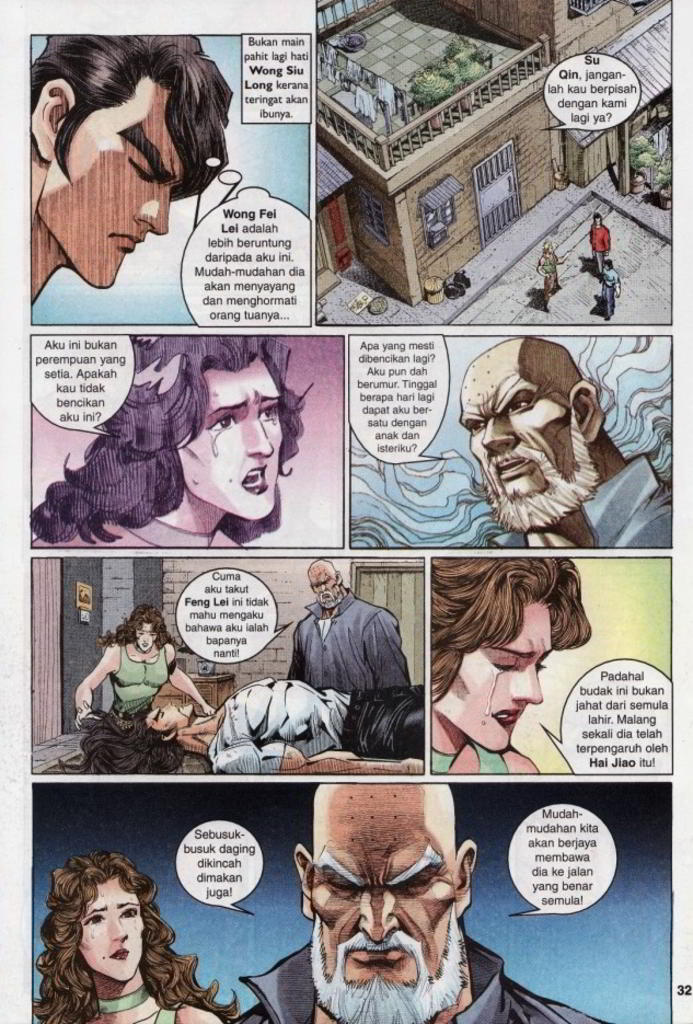 Bukan main
pahit lagi hati
Wong Siu
Long kerana
teringat akan
ibunya.
Wong Fei
Lei adalah
lebih beruntung
daripada aku ini.
Mudah-mudahan dia
akan menyayang
dan menghormati
orang tuanya...
Su
Qin, jangan-
lah kau berpisah
dengan kami
lagi ya?
Aku ini bukan
perempuan yang
setia. Apakah
kau tidak
bencikan
aku ini?
Apa yang mesti
dibencikan lagi?
Aku pun dah
berumur. Tinggal
berapa hari lagi
dapat aku ber-
satu dengan
anak dan
isteriku?
Cuma
aku takut
Feng Lei ini tidak
mahu mengaku
bahawa aku ialah
bapanya
nanti!
Padahal
budak ini bukan
jahat dari semula
lahir. Malang
sekali dia telah
terpengaruh oleh
Hai Jiao itu!
Sebusuk-
busuk daging
dikincah
dimakan
juga!
Mudah-
mudahan kita
akan berjaya
membawa
dia ke jalan
yang benar
semula!
32